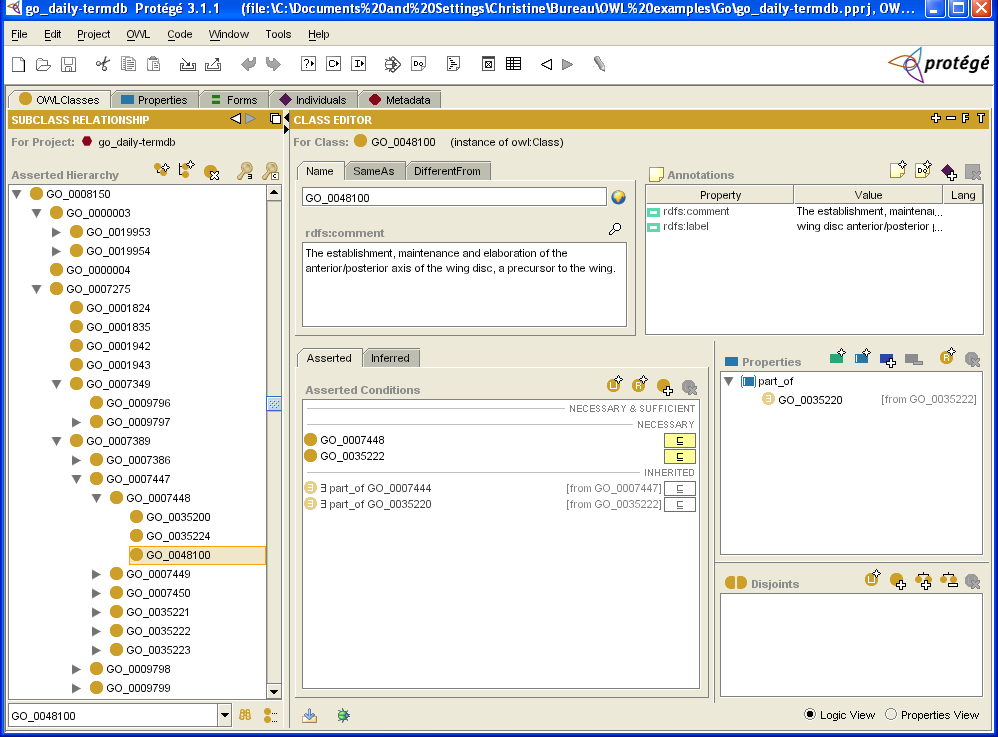 go_daily-termdb Protégé 3.1.1 (file:\C:\Documents%20and%20Settings\Christine\Bureau\OWL%20examples\Go\go_daily-termdb.pprj, OW...
File Edit Project OWL Code Window Tools Help
protégé
OWLClasses Properties Forms Individuals Metadata
SUBCLASS RELATIONSHIP
For Project: go_daily-termdb
Asserted Hierarchy
GO_0008150
GO_0000003
GO_0019953
GO_0019954
GO_0000004
GO_0007275
GO_0001824
GO_0001835
GO_0001942
GO_0001943
GO_0007349
GO_0009796
GO_0009797
GO_0007389
GO_0007386
GO_0007447
GO_0007448
GO_0035200
GO_0035224
GO_0048100
GO_0007449
GO_0007450
GO_0035221
GO_0035222
GO_0035223
GO_0009798
GO_0009799
GO_0048100
CLASS EDITOR
+ − F T
For Class: GO_0048100 (instance of owl:Class)
Name SameAs DifferentFrom
GO_0048100
rdfs:comment
The establishment, maintenance and elaboration of the
anterior/posterior axis of the wing disc, a precursor to the wing.
Annotations
Property Value Lang
rdfs:comment The establishment, maintena...
rdfs:label wing disc anterior/posterior p...
Asserted Inferred
Asserted Conditions
NECESSARY & SUFFICIENT
NECESSARY
GO_0007448 ⊑
GO_0035222 ⊑
INHERITED
∃ part_of GO_0007444 [from GO_0007447] ⊑
∃ part_of GO_0035220 [from GO_0035222] ⊑
Properties
part_of
GO_0035220 [from GO_0035222]
Disjoints
Logic View Properties View